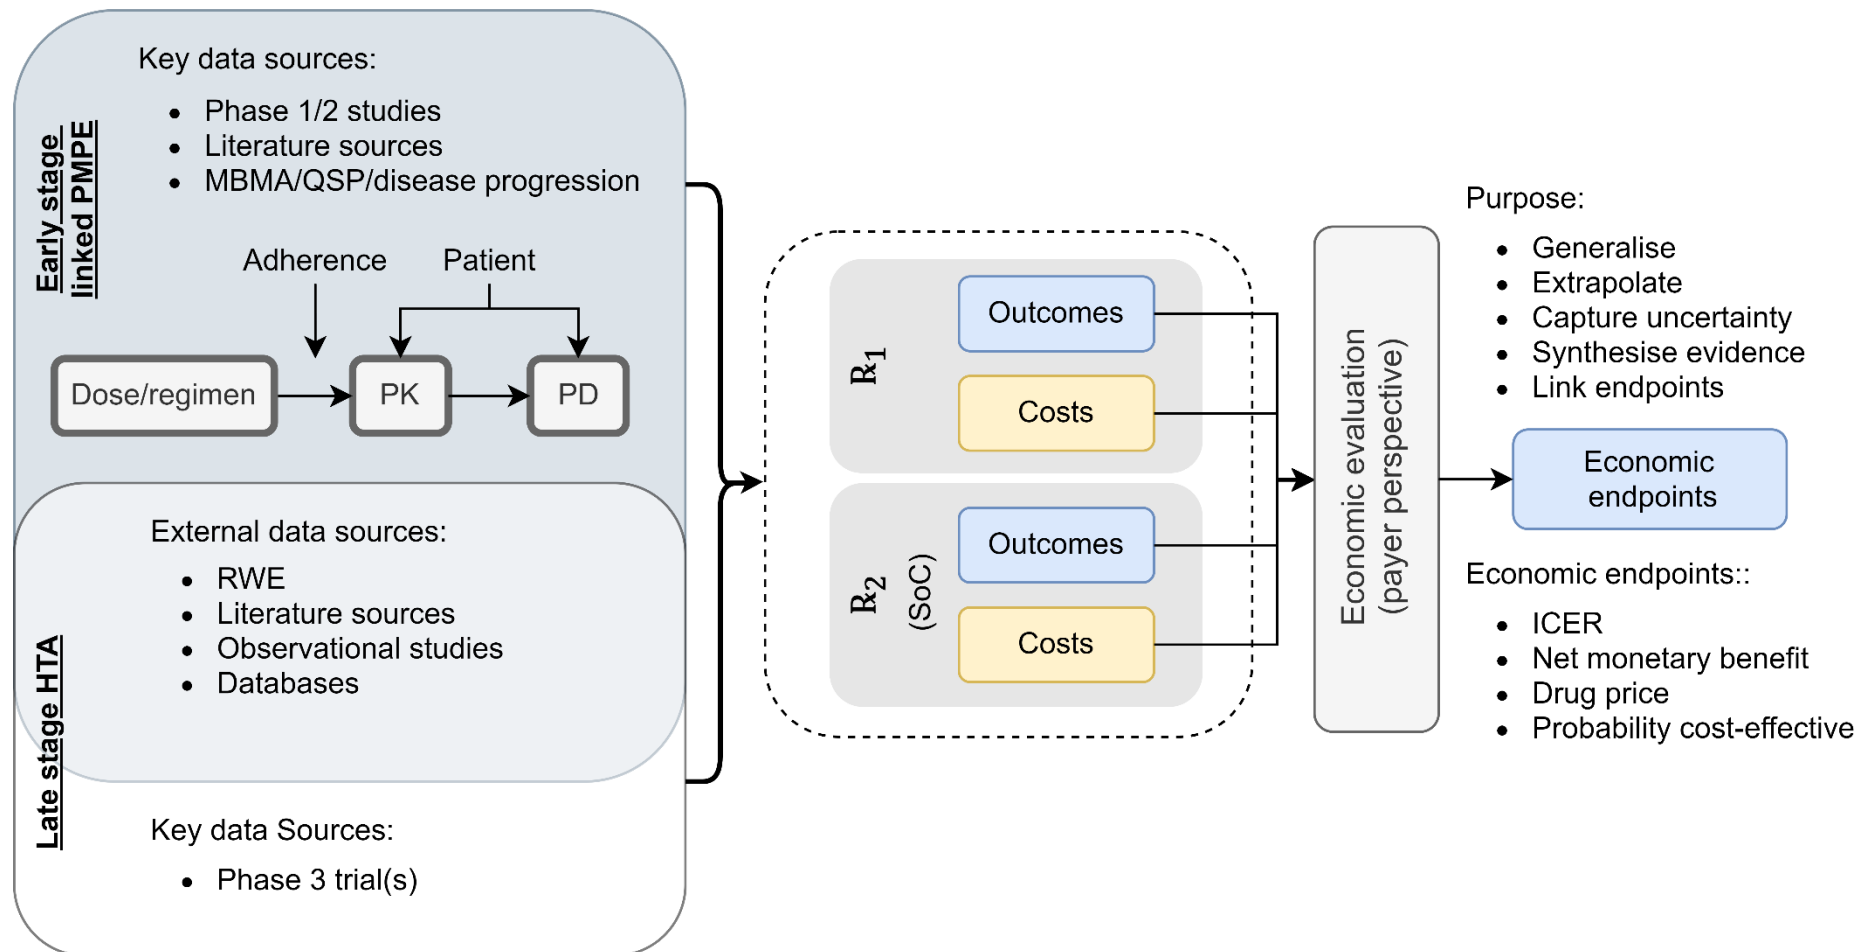 Key data sources:
• Phase 1/2 studies
• Literature sources
• MBMA/QSP/disease progression
Early stage
linked PMPE
Adherence
Patient
Dose/regimen
PK
PD
External data sources:
• RWE
• Literature sources
• Observational studies
• Databases
Late stage HTA
Key data Sources:
• Phase 3 trial(s)
℞1
Outcomes
Costs
℞2
(SoC)
Outcomes
Costs
Economic evaluation
(payer perspective)
Purpose:
• Generalise
• Extrapolate
• Capture uncertainty
• Synthesise evidence
• Link endpoints
Economic
endpoints
Economic endpoints::
• ICER
• Net monetary benefit
• Drug price
• Probability cost-effective